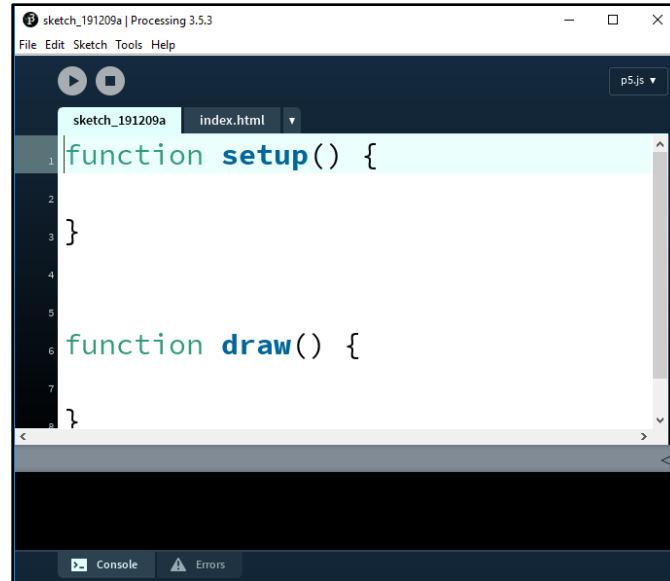 sketch_191209a | Processing 3.5.3
File Edit Sketch Tools Help
p5.js ▼
sketch_191209a index.html ▼
1 function setup() {
2
3 }
4
5
6 function draw() {
7
8 }
Console Errors